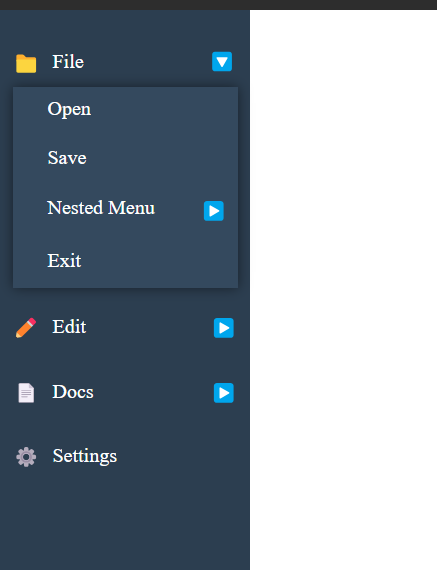 File
Open
Save
Nested Menu
Exit
Edit
Docs
Settings